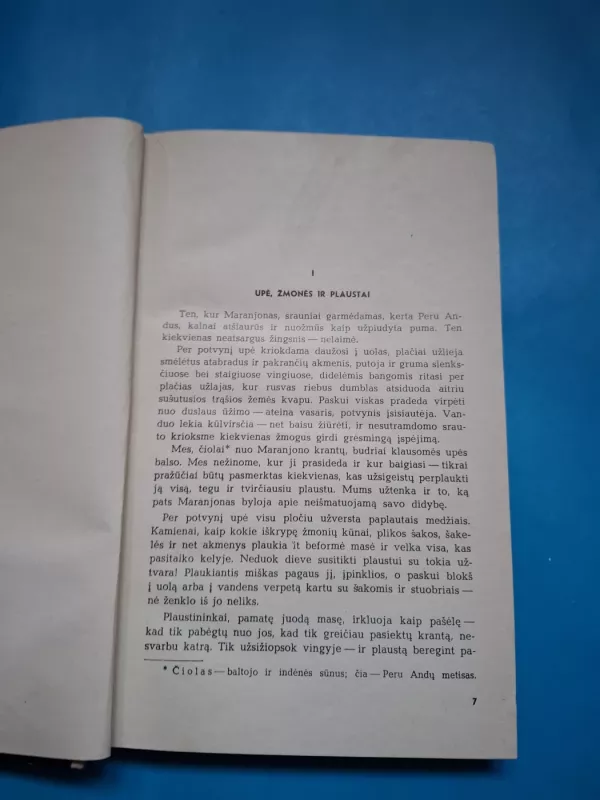 I
UPĖ, ŽMONĖS IR PLAUSTAI
Ten, kur Maranjonas, srauniai garmėdamas, kerta Peru An-
dus, kalnai atšiaurūs ir nuožmūs kaip užpiudyta puma. Ten
kiekvienas neatsargus žingsnis — nelaimė.
Per potvynį upė kriokdama daužosi į uolas, plačiai užlieja
smėlėtus atabradus ir pakrančių akmenis, putoja ir gruma slenks-
čiuose bei staigiuose vingiuose, didelėmis bangomis ritasi per
plačias užlajas, kur rusvas riebus dumblas atsiduoda aitriu
sušutusios trąšios žemės kvapu. Paskui viskas pradeda virpėti
nuo duslaus ūžimo — ateina vasaris, potvynis įsisiautėja. Van-
duo lekia kūlvirsčia — net baisu žiūrėti, ir nesutramdomo srau-
to krioksme kiekvienas žmogus girdi grėsmingą įspėjimą.
Mes, čiolai* nuo Maranjono krantų, budriai klausomės upės
balso. Mes nežinome, kur ji prasideda ir kur baigiasi — tikrai
pražūčiai būtų pasmerktas kiekvienas, kas užsigeistų perplaukti
ją visą, tegu ir tvirčiausiu plaustu. Mums užtenka ir to, ką
pats Maranjonas byloja apie neišmatuojamą savo didybę.
Per potvynį upė visu pločiu užversta paplautais medžiais.
Kamienai, kaip kokie iškrypę žmonių kūnai, plikos šakos, šake-
lės ir net akmenys plaukia it beformė masė ir velka visa, kas
pasitaiko kelyje. Neduok dieve susitikti plaustui su tokia už-
tvara! Plaukiantis miškas pagaus jį, įpinklios, o paskui blokš
į uolą arba į vandens verpetą kartu su šakomis ir stuobriais —
nė ženklo iš jo neliks.
Plaustininkai, pamatę juodą masę, irkluoja kaip pašėlę —
kad tik pabėgtų nuo jos, kad tik greičiau pasiektų krantą, ne-
svarbu katrą. Tik užsižiopsok vingyje — ir plaustą beregint pa-
* Čiolas — baltojo ir indėnės sūnus; čia — Peru Andų metisas.
7